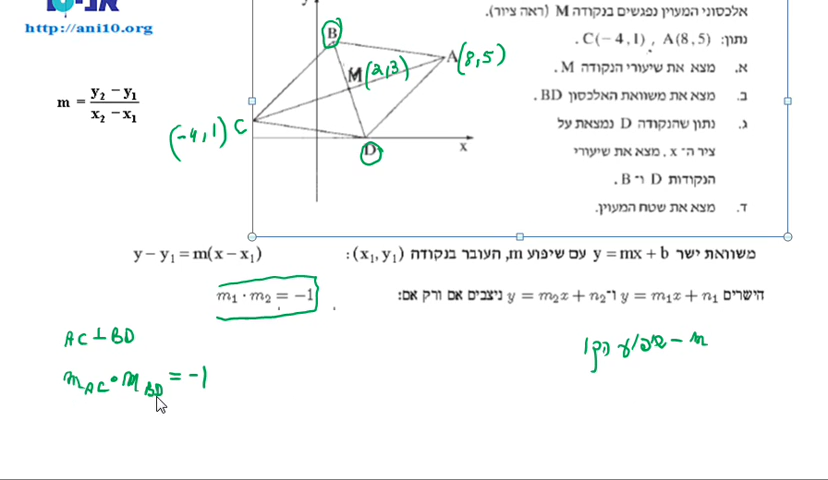 אלכסוני המעוין נפגשים בנקודה M (ראה ציור).
נתון: A(8,5) , C(−4,1) .
א. מצא את שיעורי הנקודה M.
ב. מצא את משוואת האלכסון BD.
ג. נתון שהנקודה D נמצאת על
ציר ה־x. מצא את שיעורי
הנקודות D ו־B.
ד. מצא את שטח המעוין.
http://ani10.org
m = (y₂ − y₁)/(x₂ − x₁)
B
A (8,5)
M (2,3)
(−4,1) C
D
x
משוואת ישר y = mx + b עם שיפוע m, העובר בנקודה (x₁, y₁) : y − y₁ = m(x − x₁)
הישרים y = m₁x + n₁ ו־ y = m₂x + n₂ ניצבים אם ורק אם: m₁ · m₂ = −1
m − שיפוע הקו
AC ⊥ BD
m_AC · m_BD = −1